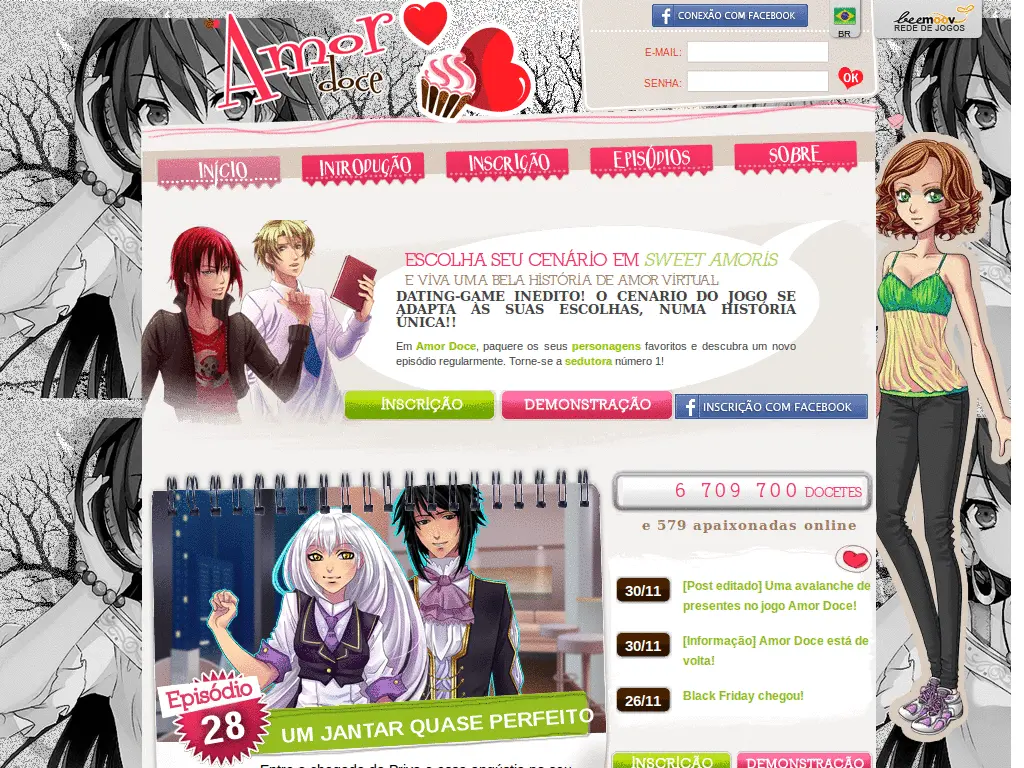 Amor
doce
CONEXÃO COM FACEBOOK
BR
beemoov
REDE DE JOGOS
E-MAIL:
SENHA:
OK
INÍCIO
INTRODUÇÃO
INSCRIÇÃO
EPISÓDIOS
SOBRE
ESCOLHA SEU CENÁRIO EM SWEET AMORIS
E VIVA UMA BELA HISTÓRIA DE AMOR VIRTUAL
DATING-GAME INEDITO! O CENARIO DO JOGO SE
ADAPTA AS SUAS ESCOLHAS, NUMA HISTÓRIA
ÚNICA!!
Em Amor Doce, paquere os seus personagens favoritos e descubra um novo
episódio regularmente. Torne-se a sedutora número 1!
INSCRIÇÃO
DEMONSTRAÇÃO
INSCRIÇÃO COM FACEBOOK
6 709 700 DOCETES
e 579 apaixonadas online
30/11
[Post editado] Uma avalanche de
presentes no jogo Amor Doce!
30/11
[Informação] Amor Doce está de
volta!
26/11
Black Friday chegou!
Episódio
28
UM JANTAR QUASE PERFEITO
INSCRIÇÃO
DEMONSTRAÇÃO